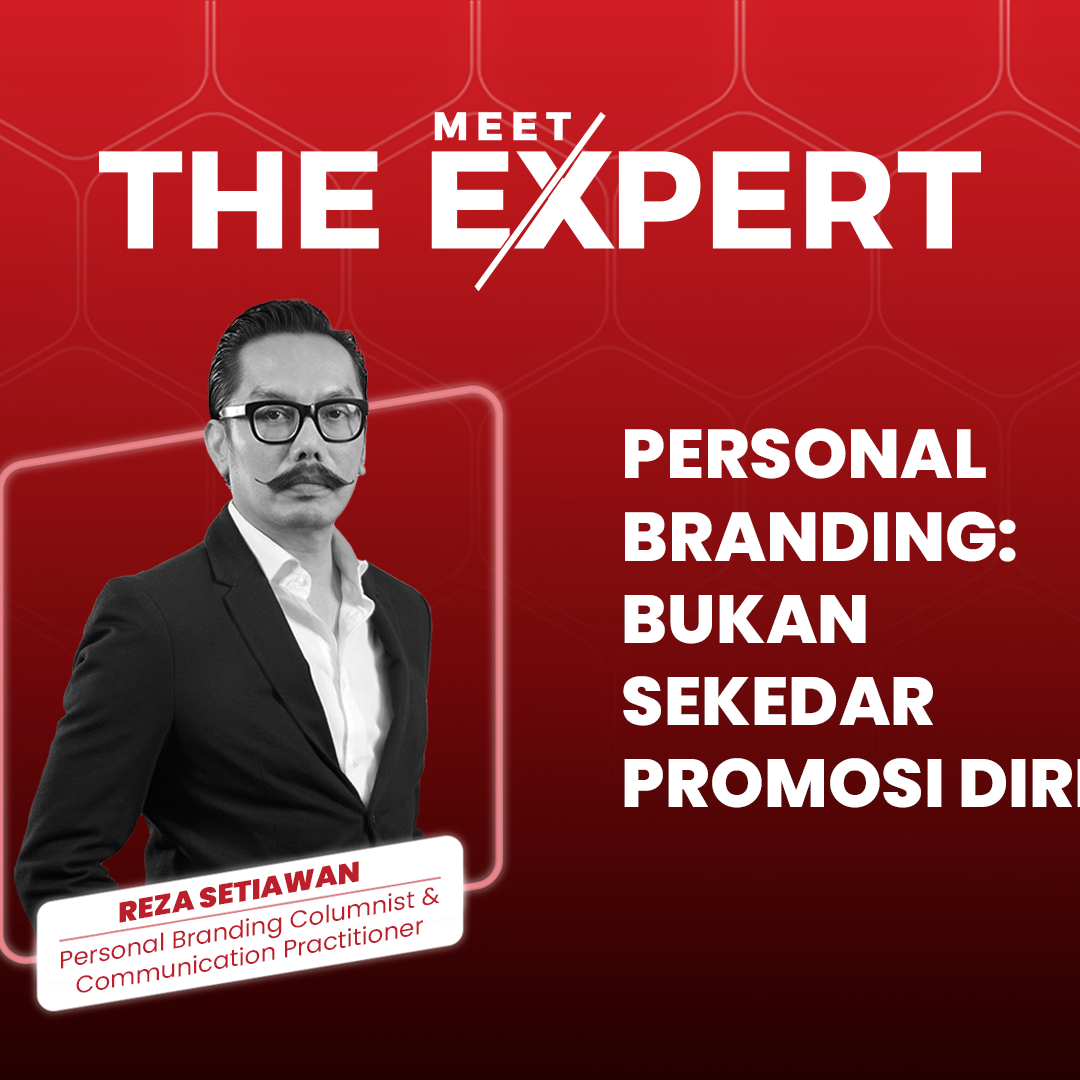 MEET
THE EXPERT
PERSONAL
BRANDING:
BUKAN
SEKEDAR
PROMOSI DIRI
REZA SETIAWAN
Personal Branding Columnist &
Communication Practitioner